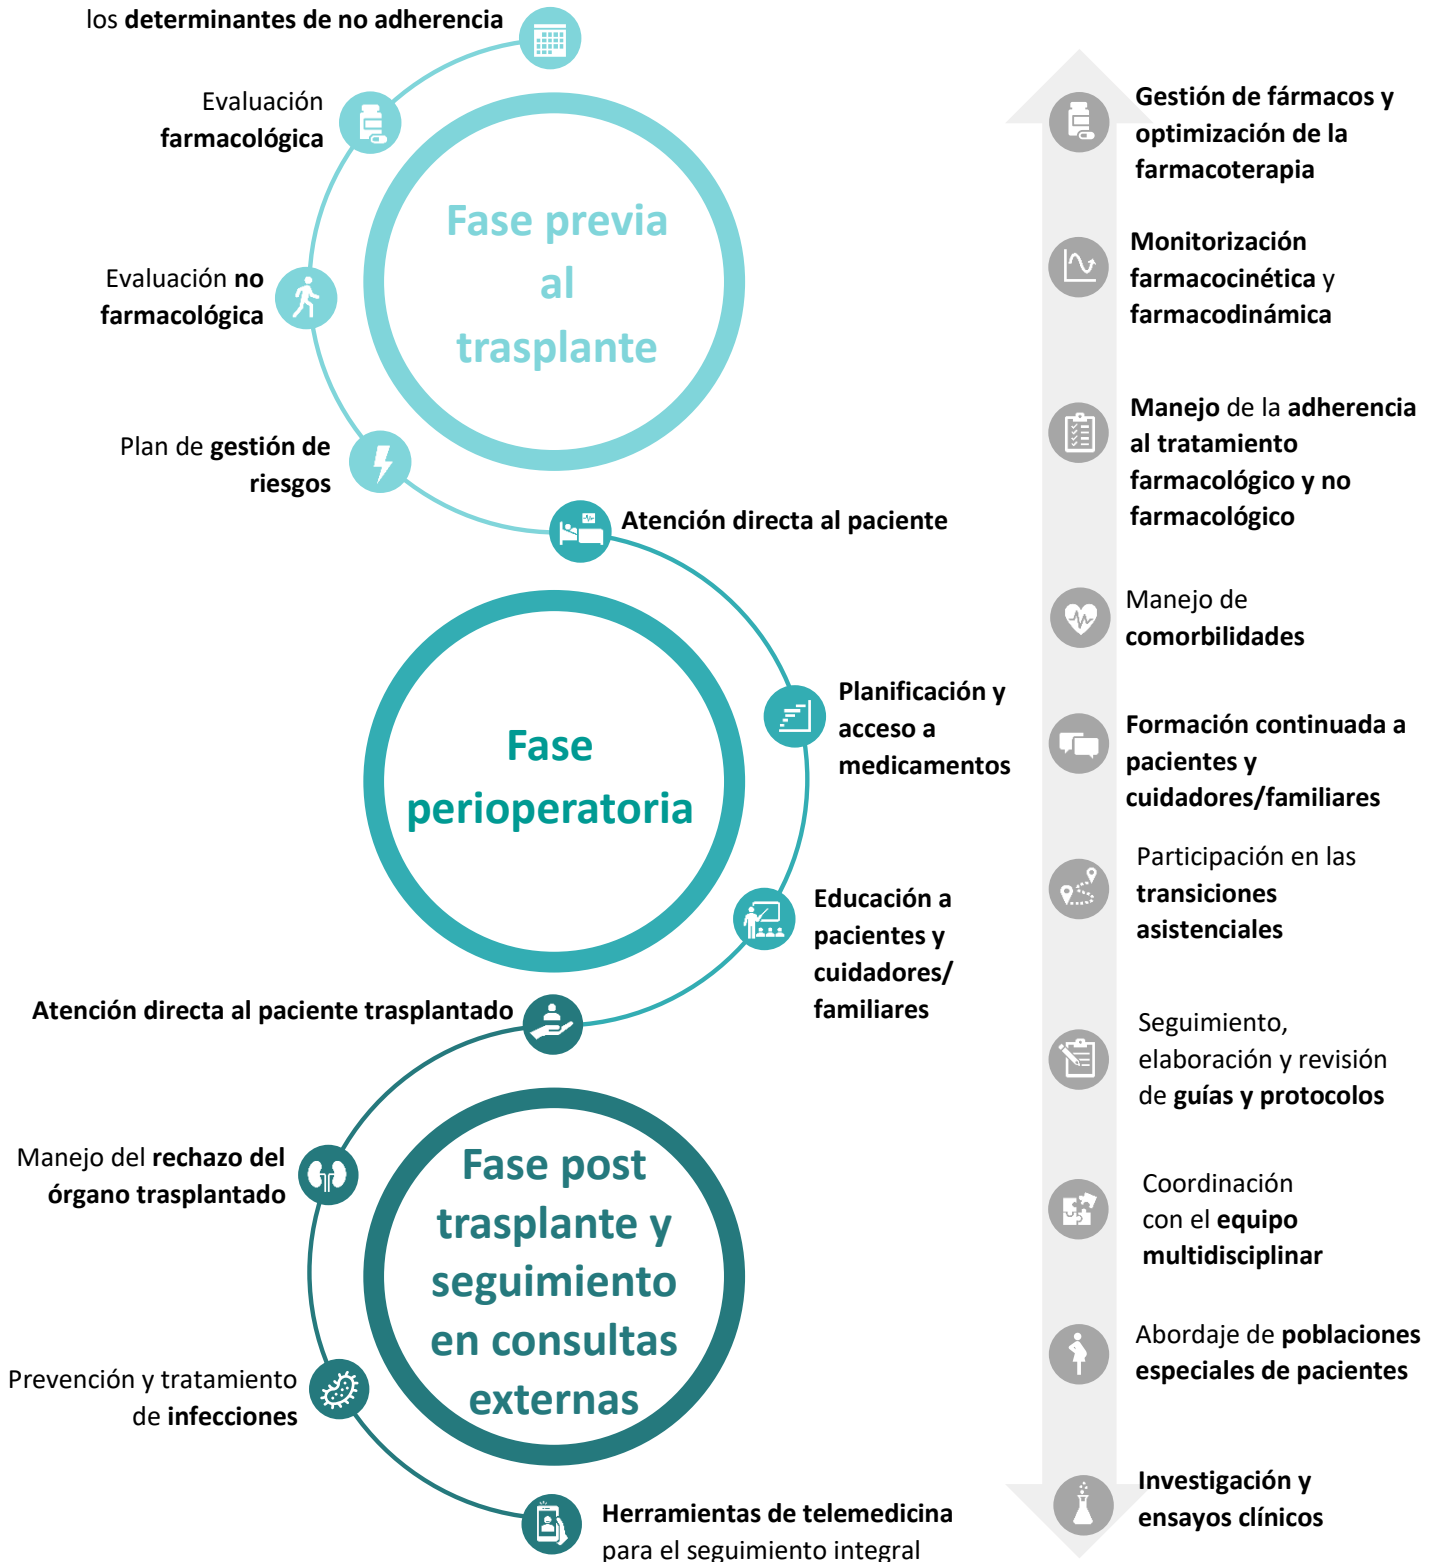 los determinantes de no adherencia
Evaluación
farmacológica
Fase previa
al
trasplante
Evaluación no
farmacológica
Plan de gestión de
riesgos
Atención directa al paciente
Planificación y
acceso a
medicamentos
Fase
perioperatoria
Educación a
pacientes y
cuidadores/
familiares
Atención directa al paciente trasplantado
Manejo del rechazo del
órgano trasplantado
Fase post
trasplante y
seguimiento
en consultas
externas
Prevención y tratamiento
de infecciones
Herramientas de telemedicina
para el seguimiento integral
Gestión de fármacos y
optimización de la
farmacoterapia
Monitorización
farmacocinética y
farmacodinámica
Manejo de la adherencia
al tratamiento
farmacológico y no
farmacológico
Manejo de
comorbilidades
Formación continuada a
pacientes y
cuidadores/familiares
Participación en las
transiciones
asistenciales
Seguimiento,
elaboración y revisión
de guías y protocolos
Coordinación
con el equipo
multidisciplinar
Abordaje de poblaciones
especiales de pacientes
Investigación y
ensayos clínicos